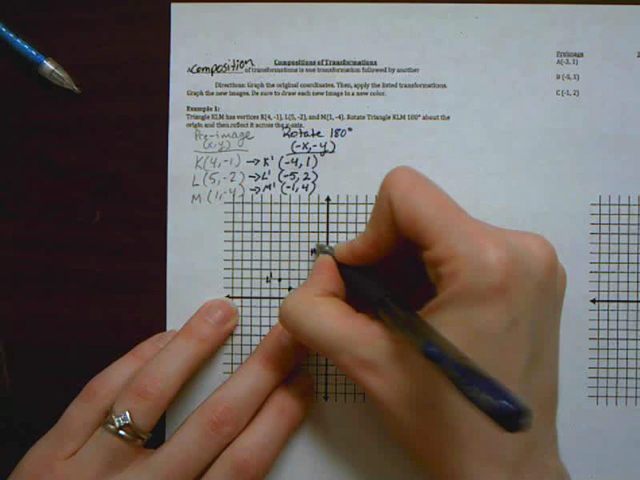 Compositions of Transformations
A composition of transformations is one transformation followed by another
Directions: Graph the original coordinates. Then, apply the listed transformations.
Graph the new images. Be sure to draw each new image in a new color.
Example 1:
Triangle KLM has vertices K(4, -1), L(5, -2), and M(1, -4). Rotate Triangle KLM 180° about the
origin and then reflect it across the
Pre-image Rotate 180°
(x,y) (-x,-y)
K(4,-1) → K' (-4,1)
L(5,-2) → L' (-5,2)
M(1,-4) → M' (-1,4)
L'
Preimage
A(-3, 1)
C (-1, 2)